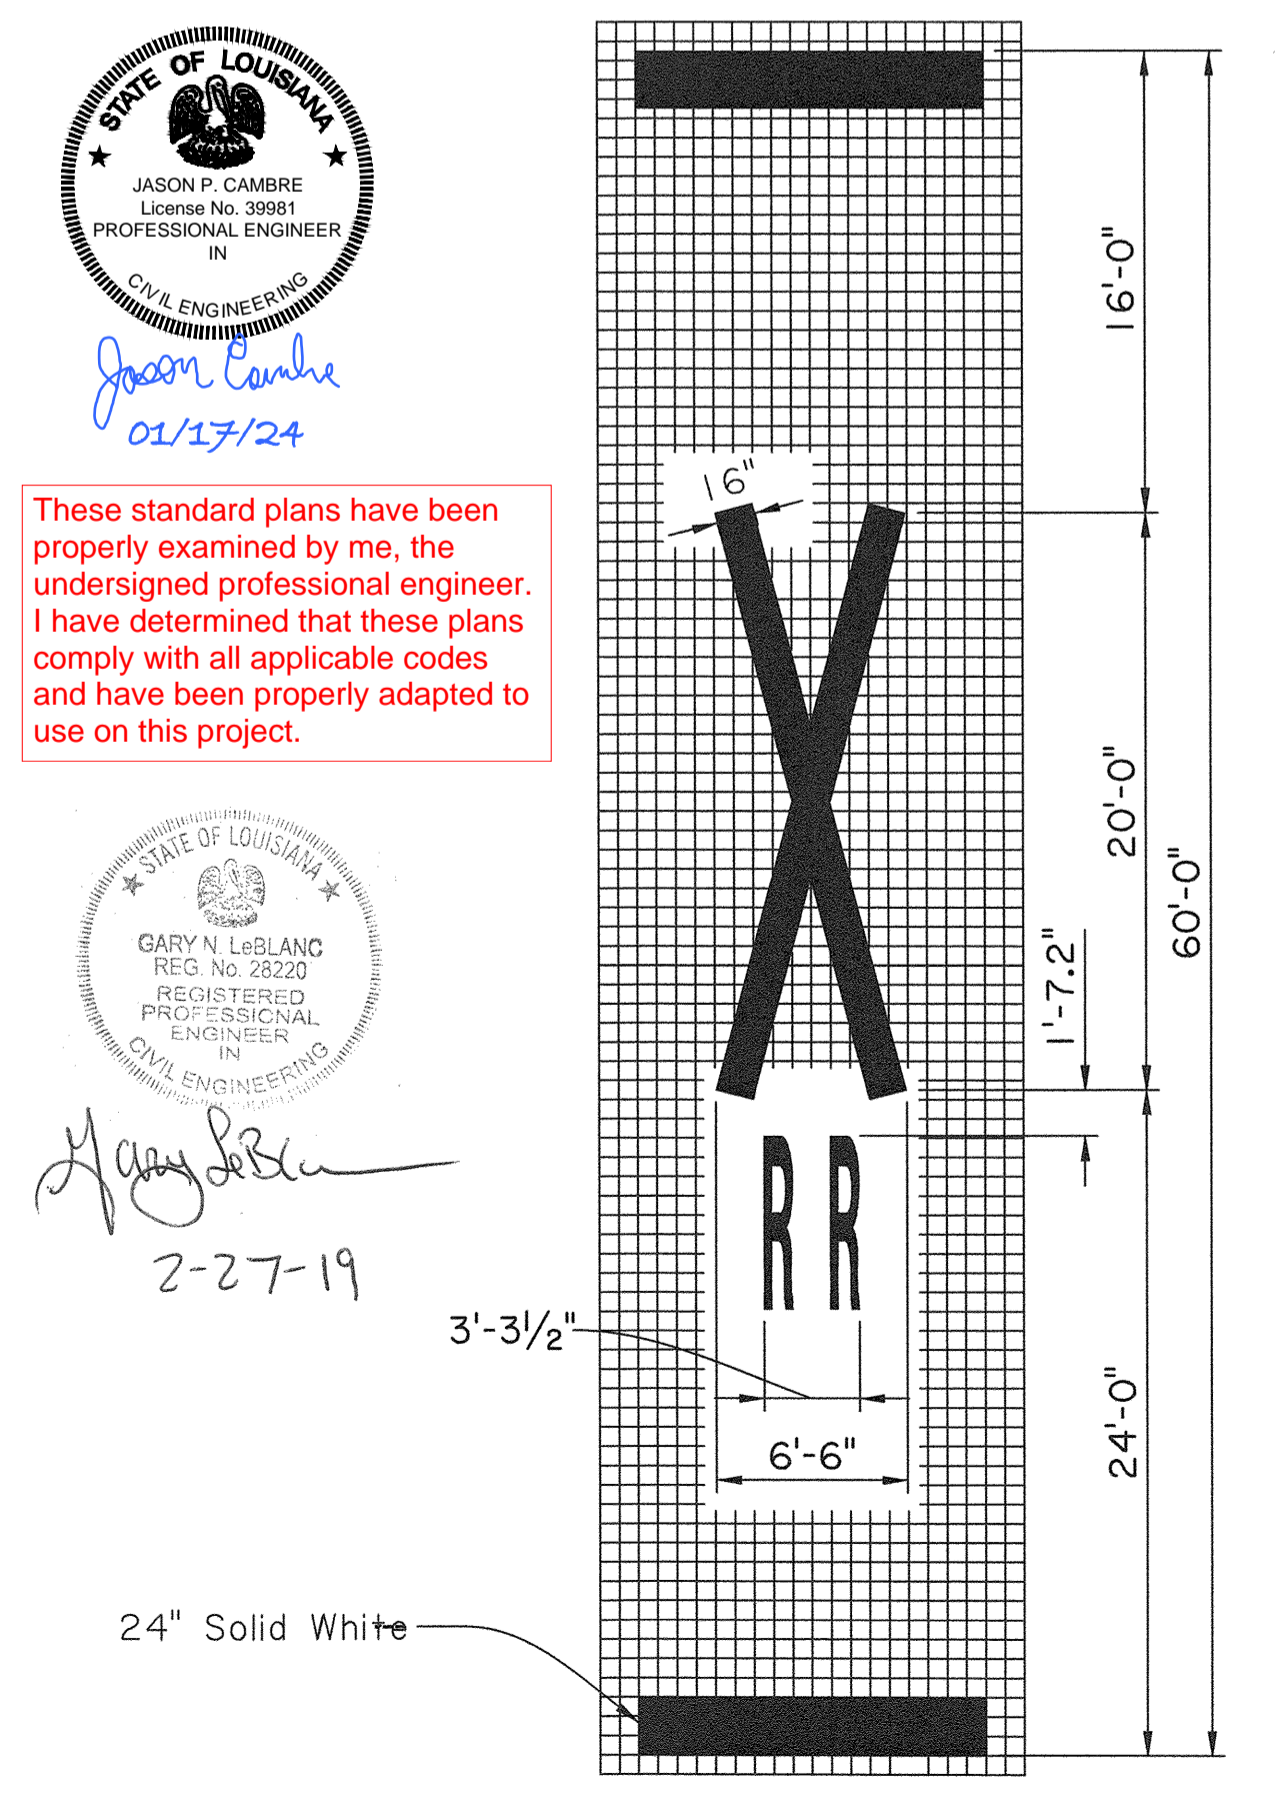 STATE OF LOUISIANA
JASON P. CAMBRE
License No. 39981
PROFESSIONAL ENGINEER
IN
CIVIL ENGINEERING
Jason Cambre
01/17/24
These standard plans have been
properly examined by me, the
undersigned professional engineer.
I have determined that these plans
comply with all applicable codes
and have been properly adapted to
use on this project.
STATE OF LOUISIANA
GARY N. LeBLANC
REG. No. 28220
REGISTERED
PROFESSIONAL
ENGINEER
IN
CIVIL ENGINEERING
Gary LeBlanc
2-27-19
16"
16'-0"
20'-0"
60'-0"
1'-7.2"
R R
3'-3½"
6'-6"
24'-0"
24" Solid White